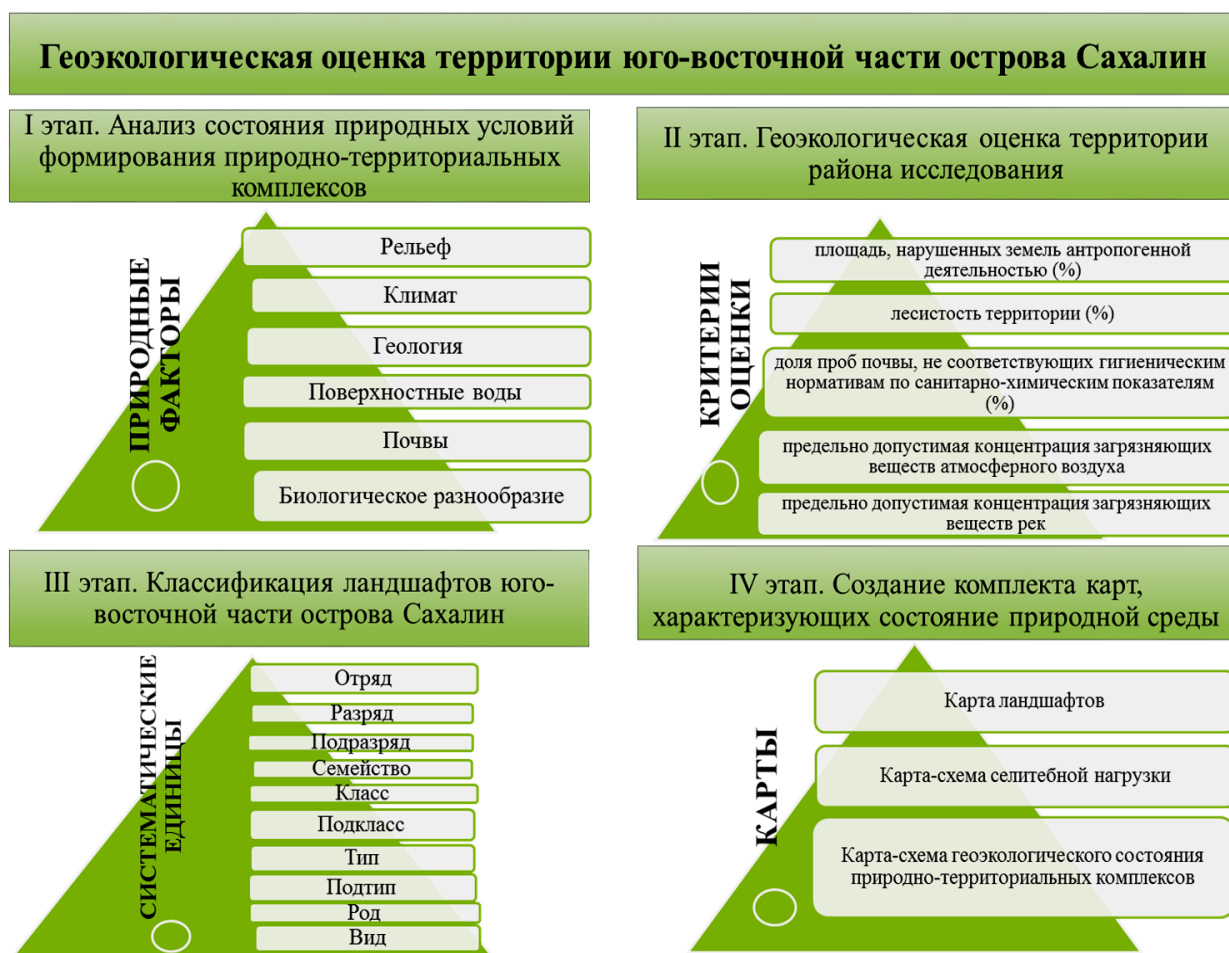 Геоэкологическая оценка территории юго-восточной части острова Сахалин
I этап. Анализ состояния природных условий
формирования природно-территориальных
комплексов
ПРИРОДНЫЕ
ФАКТОРЫ
Рельеф
Климат
Геология
Поверхностные воды
Почвы
Биологическое разнообразие
II этап. Геоэкологическая оценка территории
района исследования
КРИТЕРИИ
ОЦЕНКИ
площадь, нарушенных земель антропогенной
деятельностью (%)
лесистость территории (%)
доля проб почвы, не соответствующих гигиеническим
нормативам по санитарно-химическим показателям
(%)
предельно допустимая концентрация загрязняющих
веществ атмосферного воздуха
предельно допустимая концентрация загрязняющих
веществ рек
III этап. Классификация ландшафтов юго-
восточной части острова Сахалин
СИСТЕМАТИЧЕСКИЕ
ЕДИНИЦЫ
Отряд
Разряд
Подразряд
Семейство
Класс
Подкласс
Тип
Подтип
Род
Вид
IV этап. Создание комплекта карт,
характеризующих состояние природной среды
КАРТЫ
Карта ландшафтов
Карта-схема селитебной нагрузки
Карта-схема геоэкологического состояния
природно-территориальных комплексов